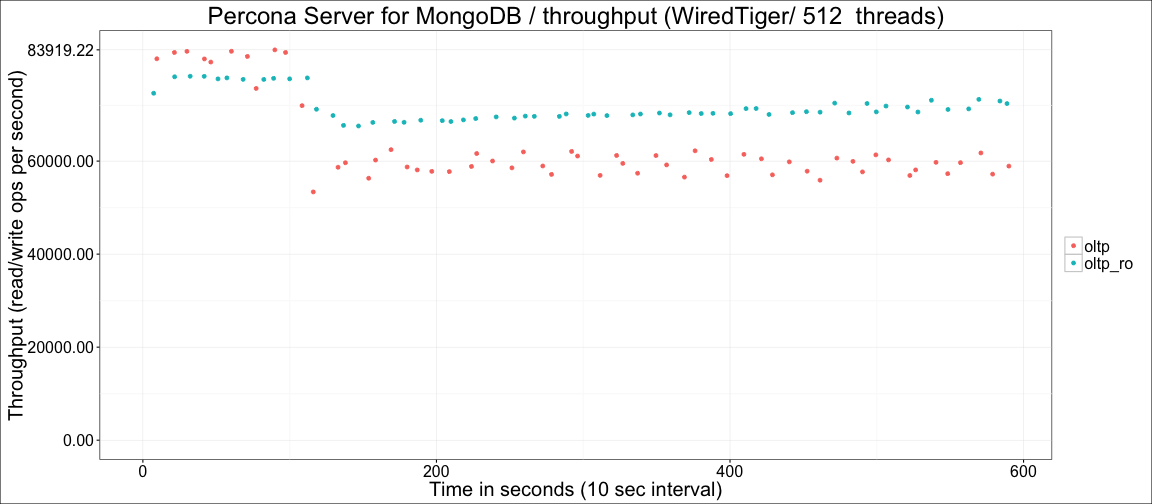 Percona Server for MongoDB / throughput (WiredTiger/ 512  threads)
Throughput (read/write ops per second)
83919.22
60000.00
40000.00
20000.00
0.00
0 200 400 600
Time in seconds (10 sec interval)
oltp
oltp_ro